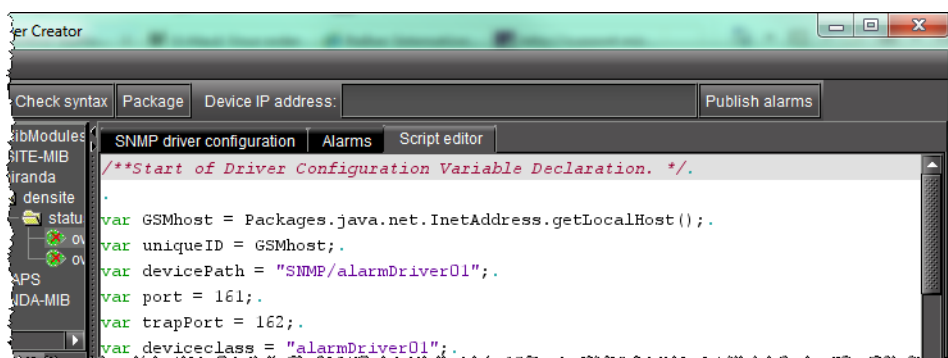 er Creator
Check syntax Package Device IP address: Publish alarms
SNMP driver configuration Alarms Script editor
ibModules
SITE-MIB
iranda
densite
statu
ov
ov
APS
NDA-MIB
/**Start of Driver Configuration Variable Declaration. */.
.
var GSMhost = Packages.java.net.InetAddress.getLocalHost();.
var uniqueID = GSMhost;.
var devicePath = "SNMP/alarmDriver01";.
var port = 161;.
var trapPort = 162;.
var deviceclass = "alarmDriver01";.